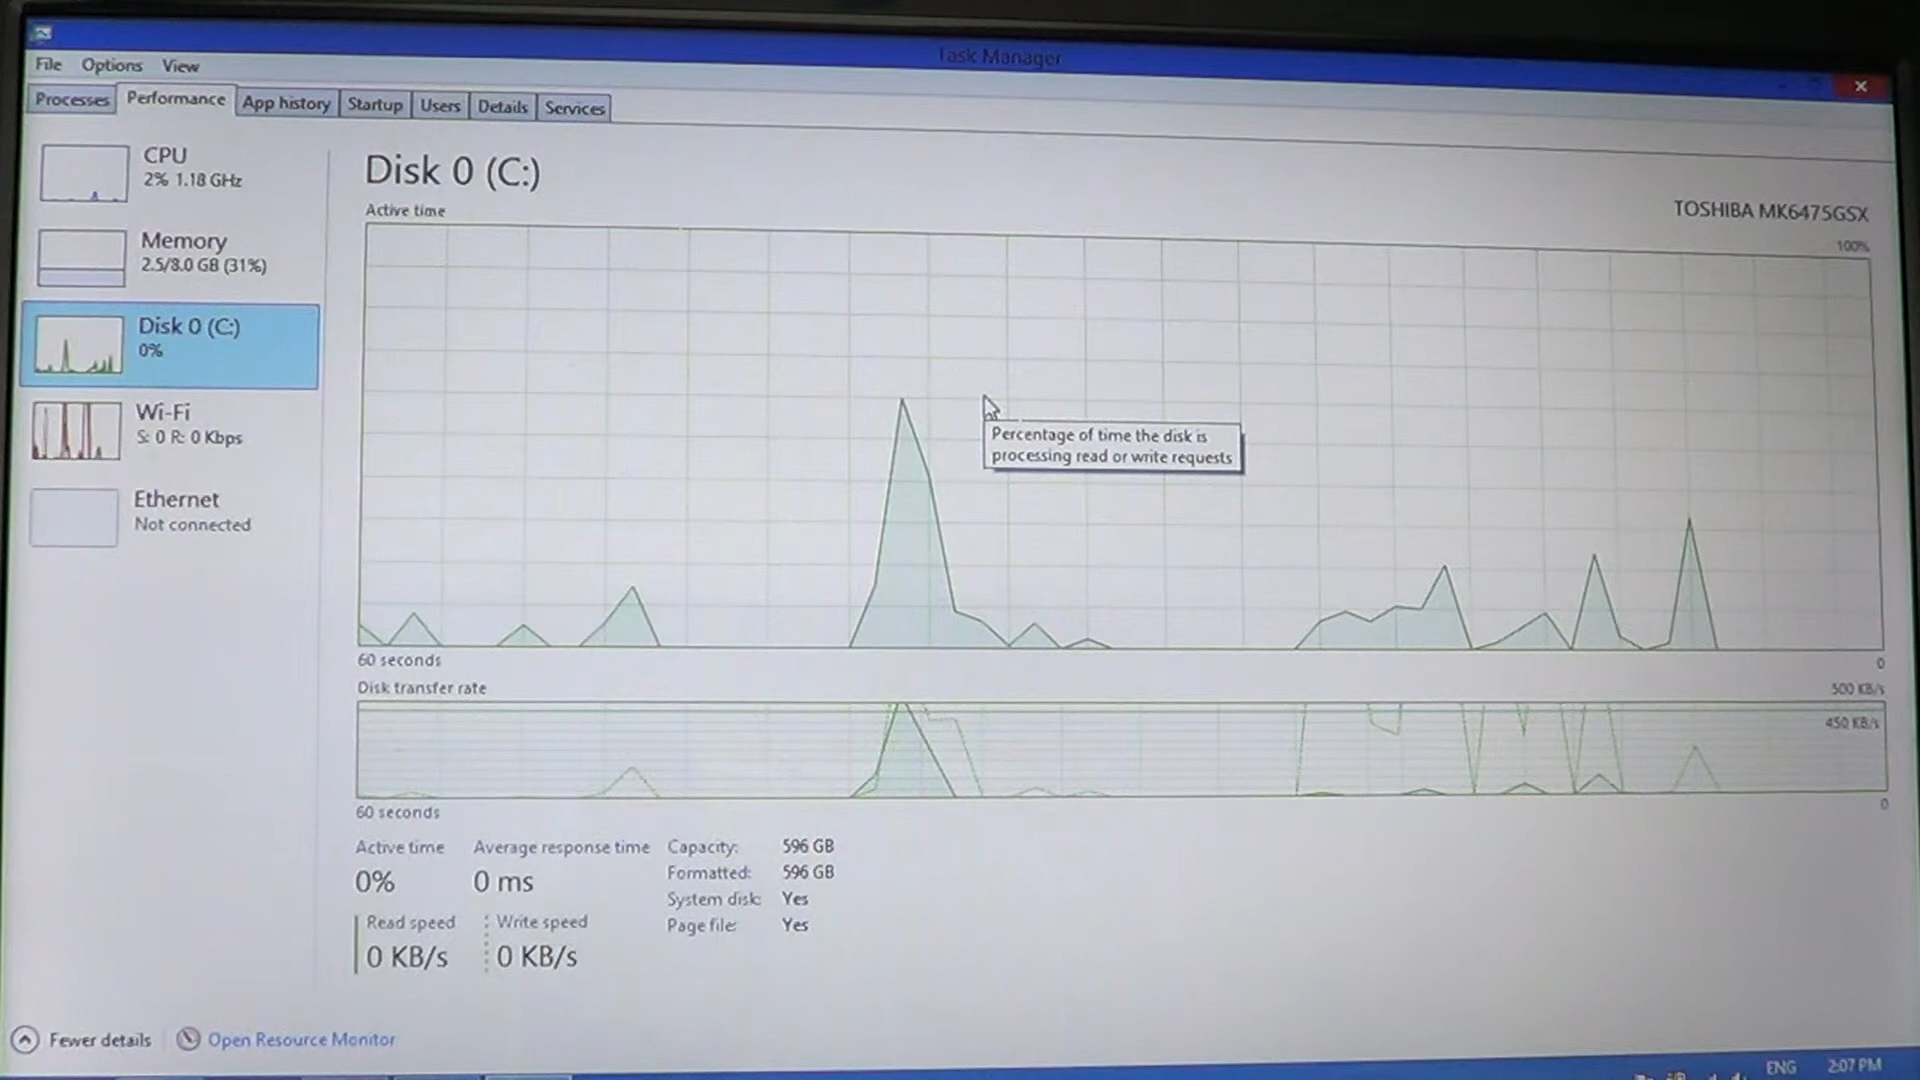 Task Manager
File Options View
Processes Performance App history Startup Users Details Services
CPU
2% 1.18 GHz
Memory
2.5/8.0 GB (31%)
Disk 0 (C:)
0%
Wi-Fi
S: 0 R: 0 Kbps
Ethernet
Not connected
Disk 0 (C:)
TOSHIBA MK6475GSX
Active time
100%
Percentage of time the disk is
processing read or write requests
60 seconds 0
Disk transfer rate 500 KB/s
450 KB/s
60 seconds 0
Active time Average response time
0% 0 ms
Read speed Write speed
0 KB/s 0 KB/s
Capacity: 596 GB
Formatted: 596 GB
System disk: Yes
Page file: Yes
Fewer details Open Resource Monitor
ENG 2:07 PM